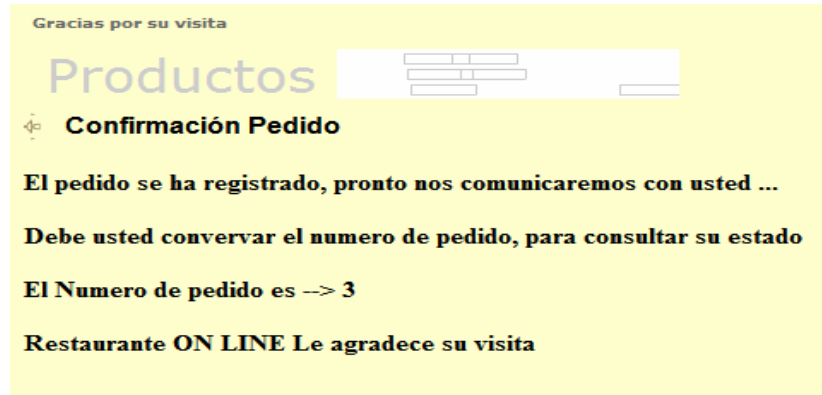 Gracias por su visita
Productos
Confirmación Pedido
El pedido se ha registrado, pronto nos comunicaremos con usted ...
Debe usted convervar el numero de pedido, para consultar su estado
El Numero de pedido es --> 3
Restaurante ON LINE Le agradece su visita